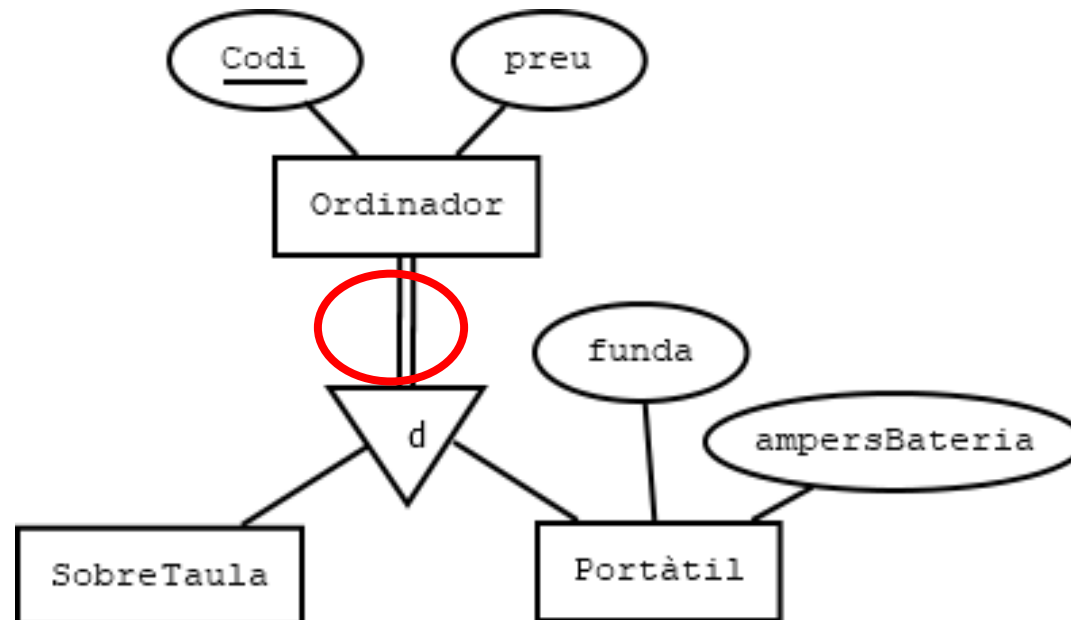 Codi
preu
Ordinador
funda
d
ampersBateria
SobreTaula
Portàtil